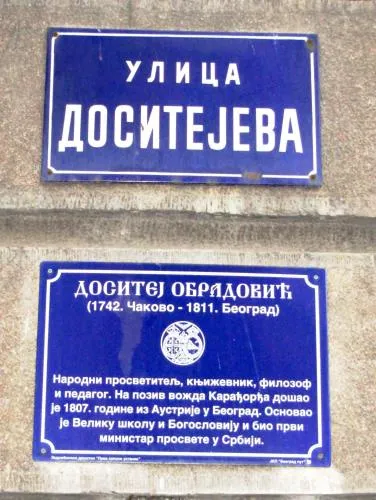 УЛИЦА
ДОСИТЕЈЕВА
ДОСИТЕЈ ОБРАДОВИЋ
(1742. Чаково - 1811. Београд)
Народни просветитељ, књижевник, филозоф
и педагог. На позив вожда Карађорђа дошао
је 1807. године из Аустрије у Београд. Основао
је Велику школу и Богословију и био први
министар просвете у Србији.